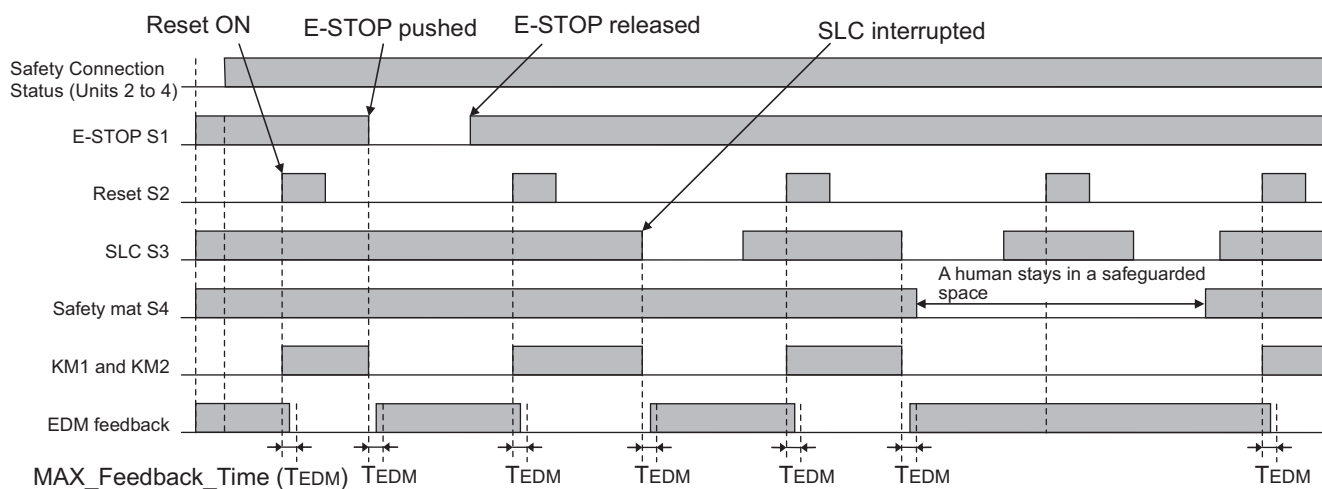 Reset ON
E-STOP pushed
E-STOP released
SLC interrupted
Safety Connection
Status (Units 2 to 4)
E-STOP S1
Reset S2
SLC S3
A human stays in a safeguarded
space
Safety mat S4
KM1 and KM2
EDM feedback
MAX_Feedback_Time (TEDM) TEDM TEDM TEDM TEDM TEDM TEDM